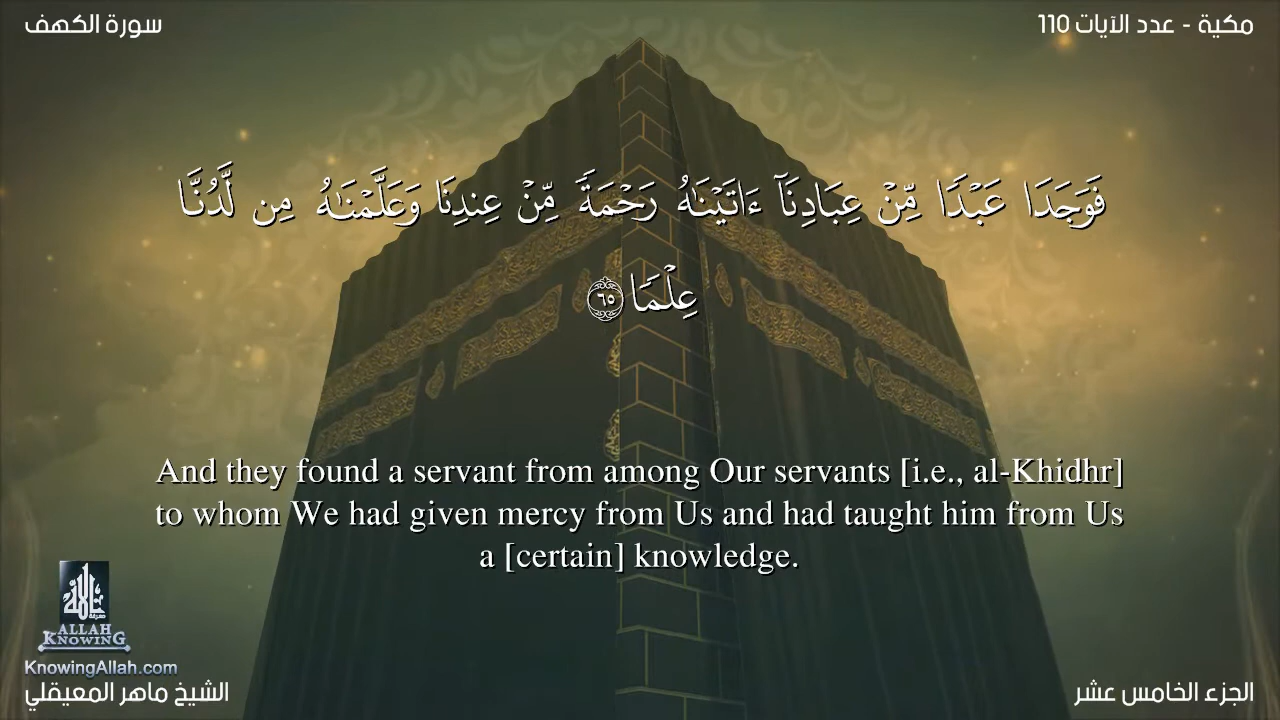 مكية - عدد الآيات 110
سورة الكهف
فَوَجَدَا عَبْدًا مِّنْ عِبَادِنَآ ءَاتَيْنَـٰهُ رَحْمَةً مِّنْ عِندِنَا وَعَلَّمْنَـٰهُ مِن لَّدُنَّا
عِلْمًا ٦٥
And they found a servant from among Our servants [i.e., al-Khidhr]
to whom We had given mercy from Us and had taught him from Us
a [certain] knowledge.
معرفة الله
ALLAH
KNOWING
KnowingAllah.com
الجزء الخامس عشر
الشيخ ماهر المعيقلي